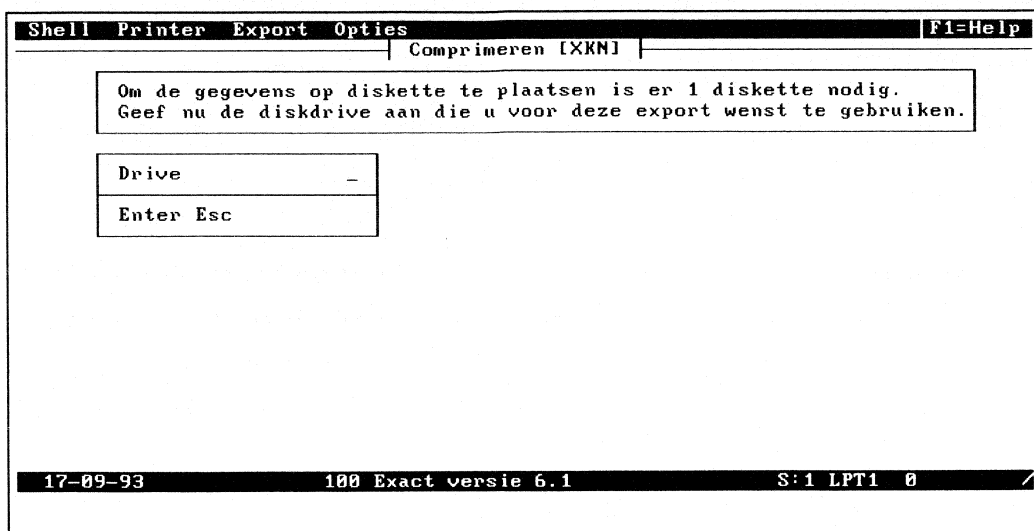 Shell Printer Export Opties F1=Help
Comprimeren [XKN]
Om de gegevens op diskette te plaatsen is er 1 diskette nodig.
Geef nu de diskdrive aan die u voor deze export wenst te gebruiken.
Drive _
Enter Esc
17-09-93 100 Exact versie 6.1 S:1 LPT1 0 /